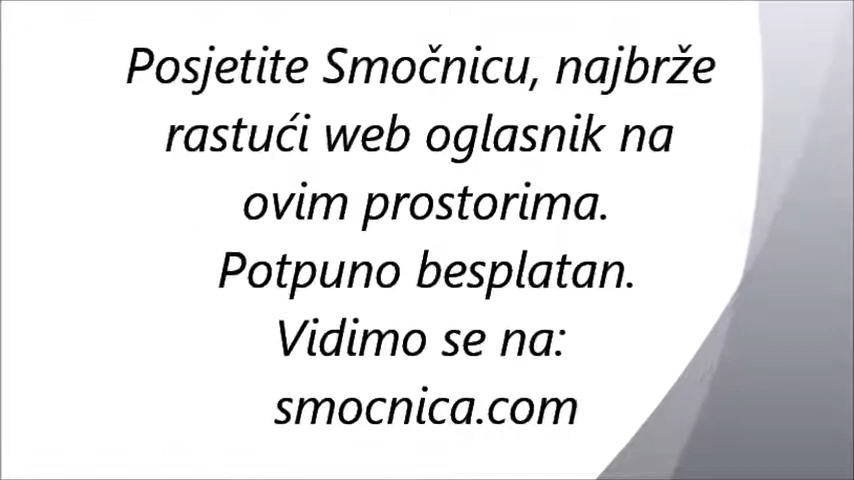 Posjetite Smočnicu, najbrže
rastući web oglasnik na
ovim prostorima.
Potpuno besplatan.
Vidimo se na:
smocnica.com